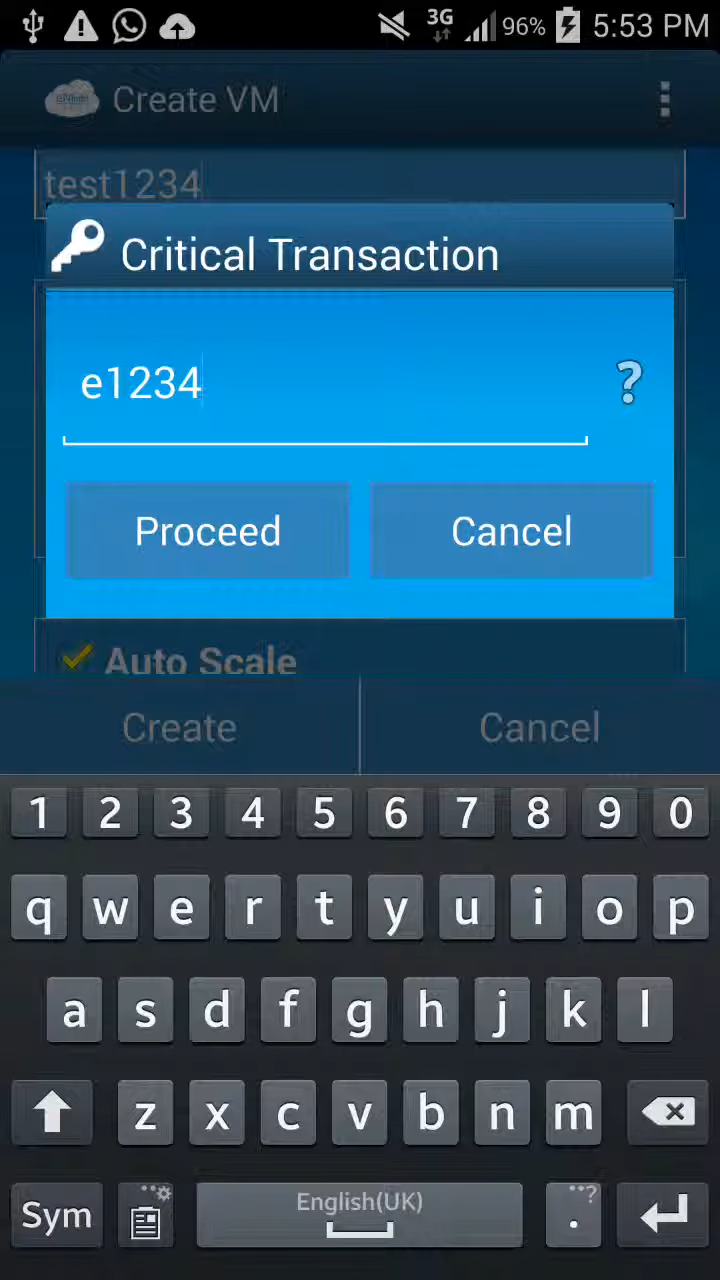 3G 96% 5:53 PM
Create VM
test1234
Critical Transaction
e1234 ?
Proceed Cancel
Auto Scale
Create Cancel
1 2 3 4 5 6 7 8 9 0
q w e r t y u i o p
a s d f g h j k l
z x c v b n m
Sym English(UK) . ?